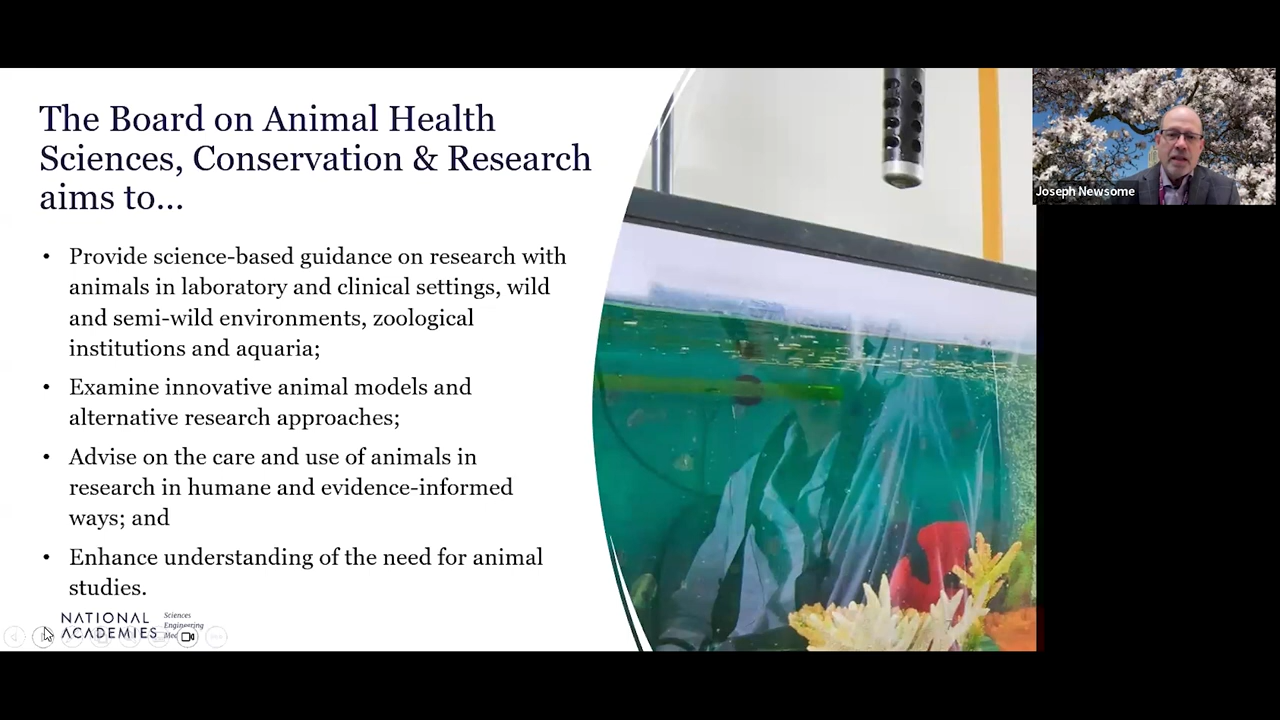 The Board on Animal Health
Sciences, Conservation & Research
aims to...
• Provide science-based guidance on research with
animals in laboratory and clinical settings, wild
and semi-wild environments, zoological
institutions and aquaria;
• Examine innovative animal models and
alternative research approaches;
• Advise on the care and use of animals in
research in humane and evidence-informed
ways; and
• Enhance understanding of the need for animal
studies.
NATIONAL
ACADEMIES
Sciences
Engineering
Joseph Newsome